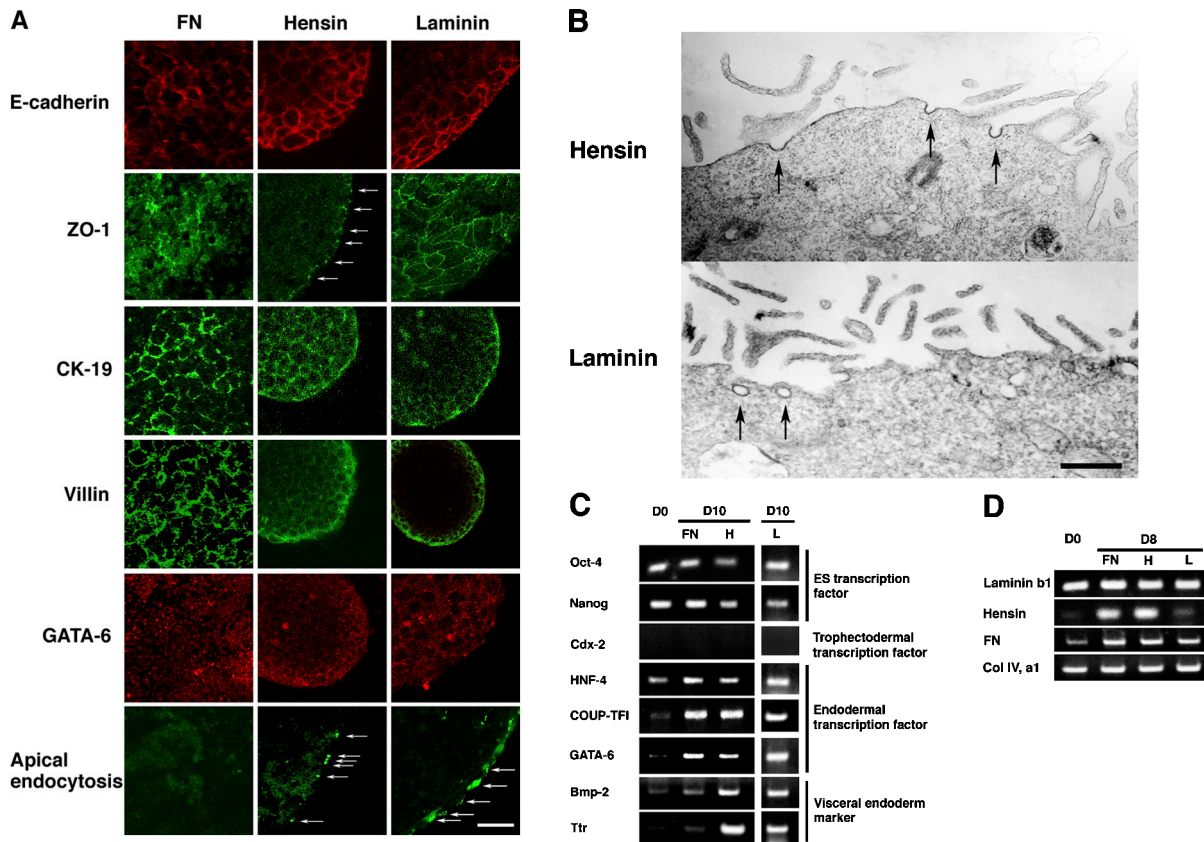 A
FN Hensin Laminin
E-cadherin
ZO-1
CK-19
Villin
GATA-6
Apical
endocytosis
B
Hensin
Laminin
C
D0 D10 D10
FN H L
Oct-4
Nanog
ES transcription
factor
Cdx-2
Trophectodermal
transcription factor
HNF-4
COUP-TFI
GATA-6
Endodermal
transcription factor
Bmp-2
Ttr
Visceral endoderm
marker
D
D0 D8
FN H L
Laminin b1
Hensin
FN
Col IV, a1